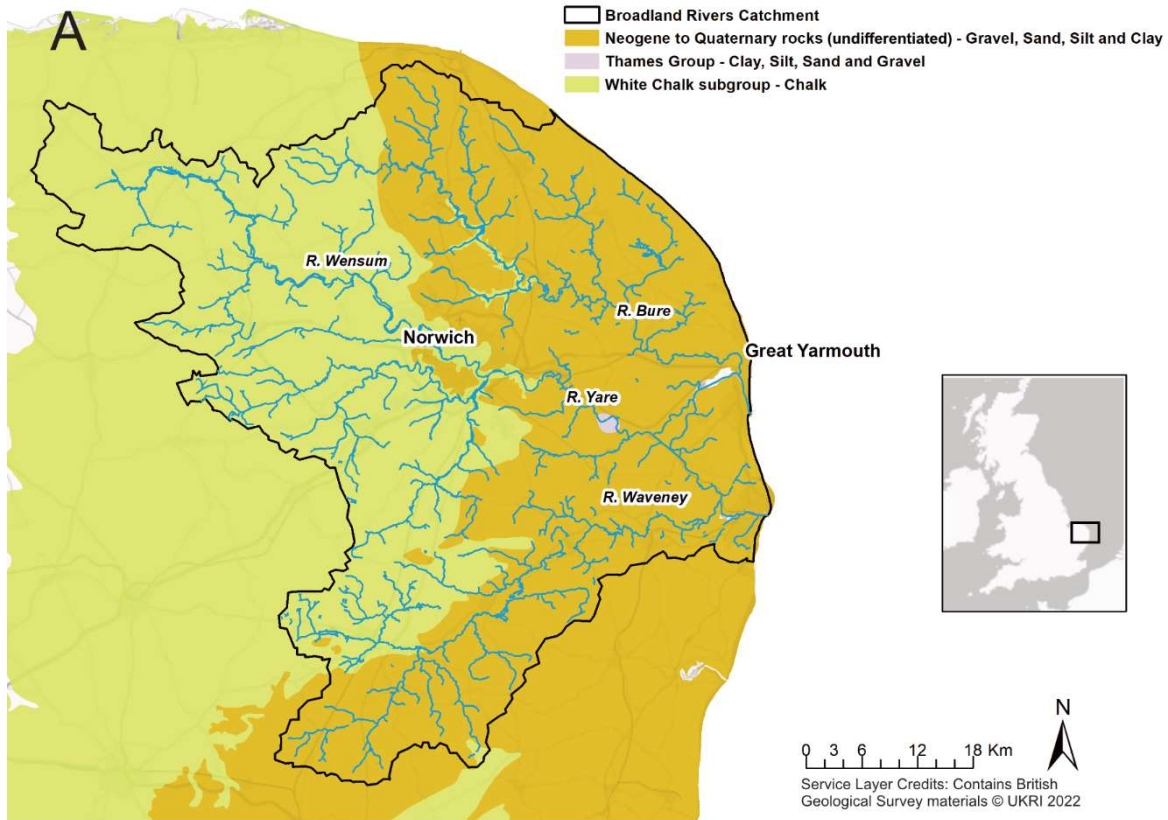 A
Broadland Rivers Catchment
Neogene to Quaternary rocks (undifferentiated) - Gravel, Sand, Silt and Clay
Thames Group - Clay, Silt, Sand and Gravel
White Chalk subgroup - Chalk
R. Wensum
R. Bure
Norwich
Great Yarmouth
R. Yare
R. Waveney
N
0 3 6 12 18 Km
Service Layer Credits: Contains British
Geological Survey materials © UKRI 2022